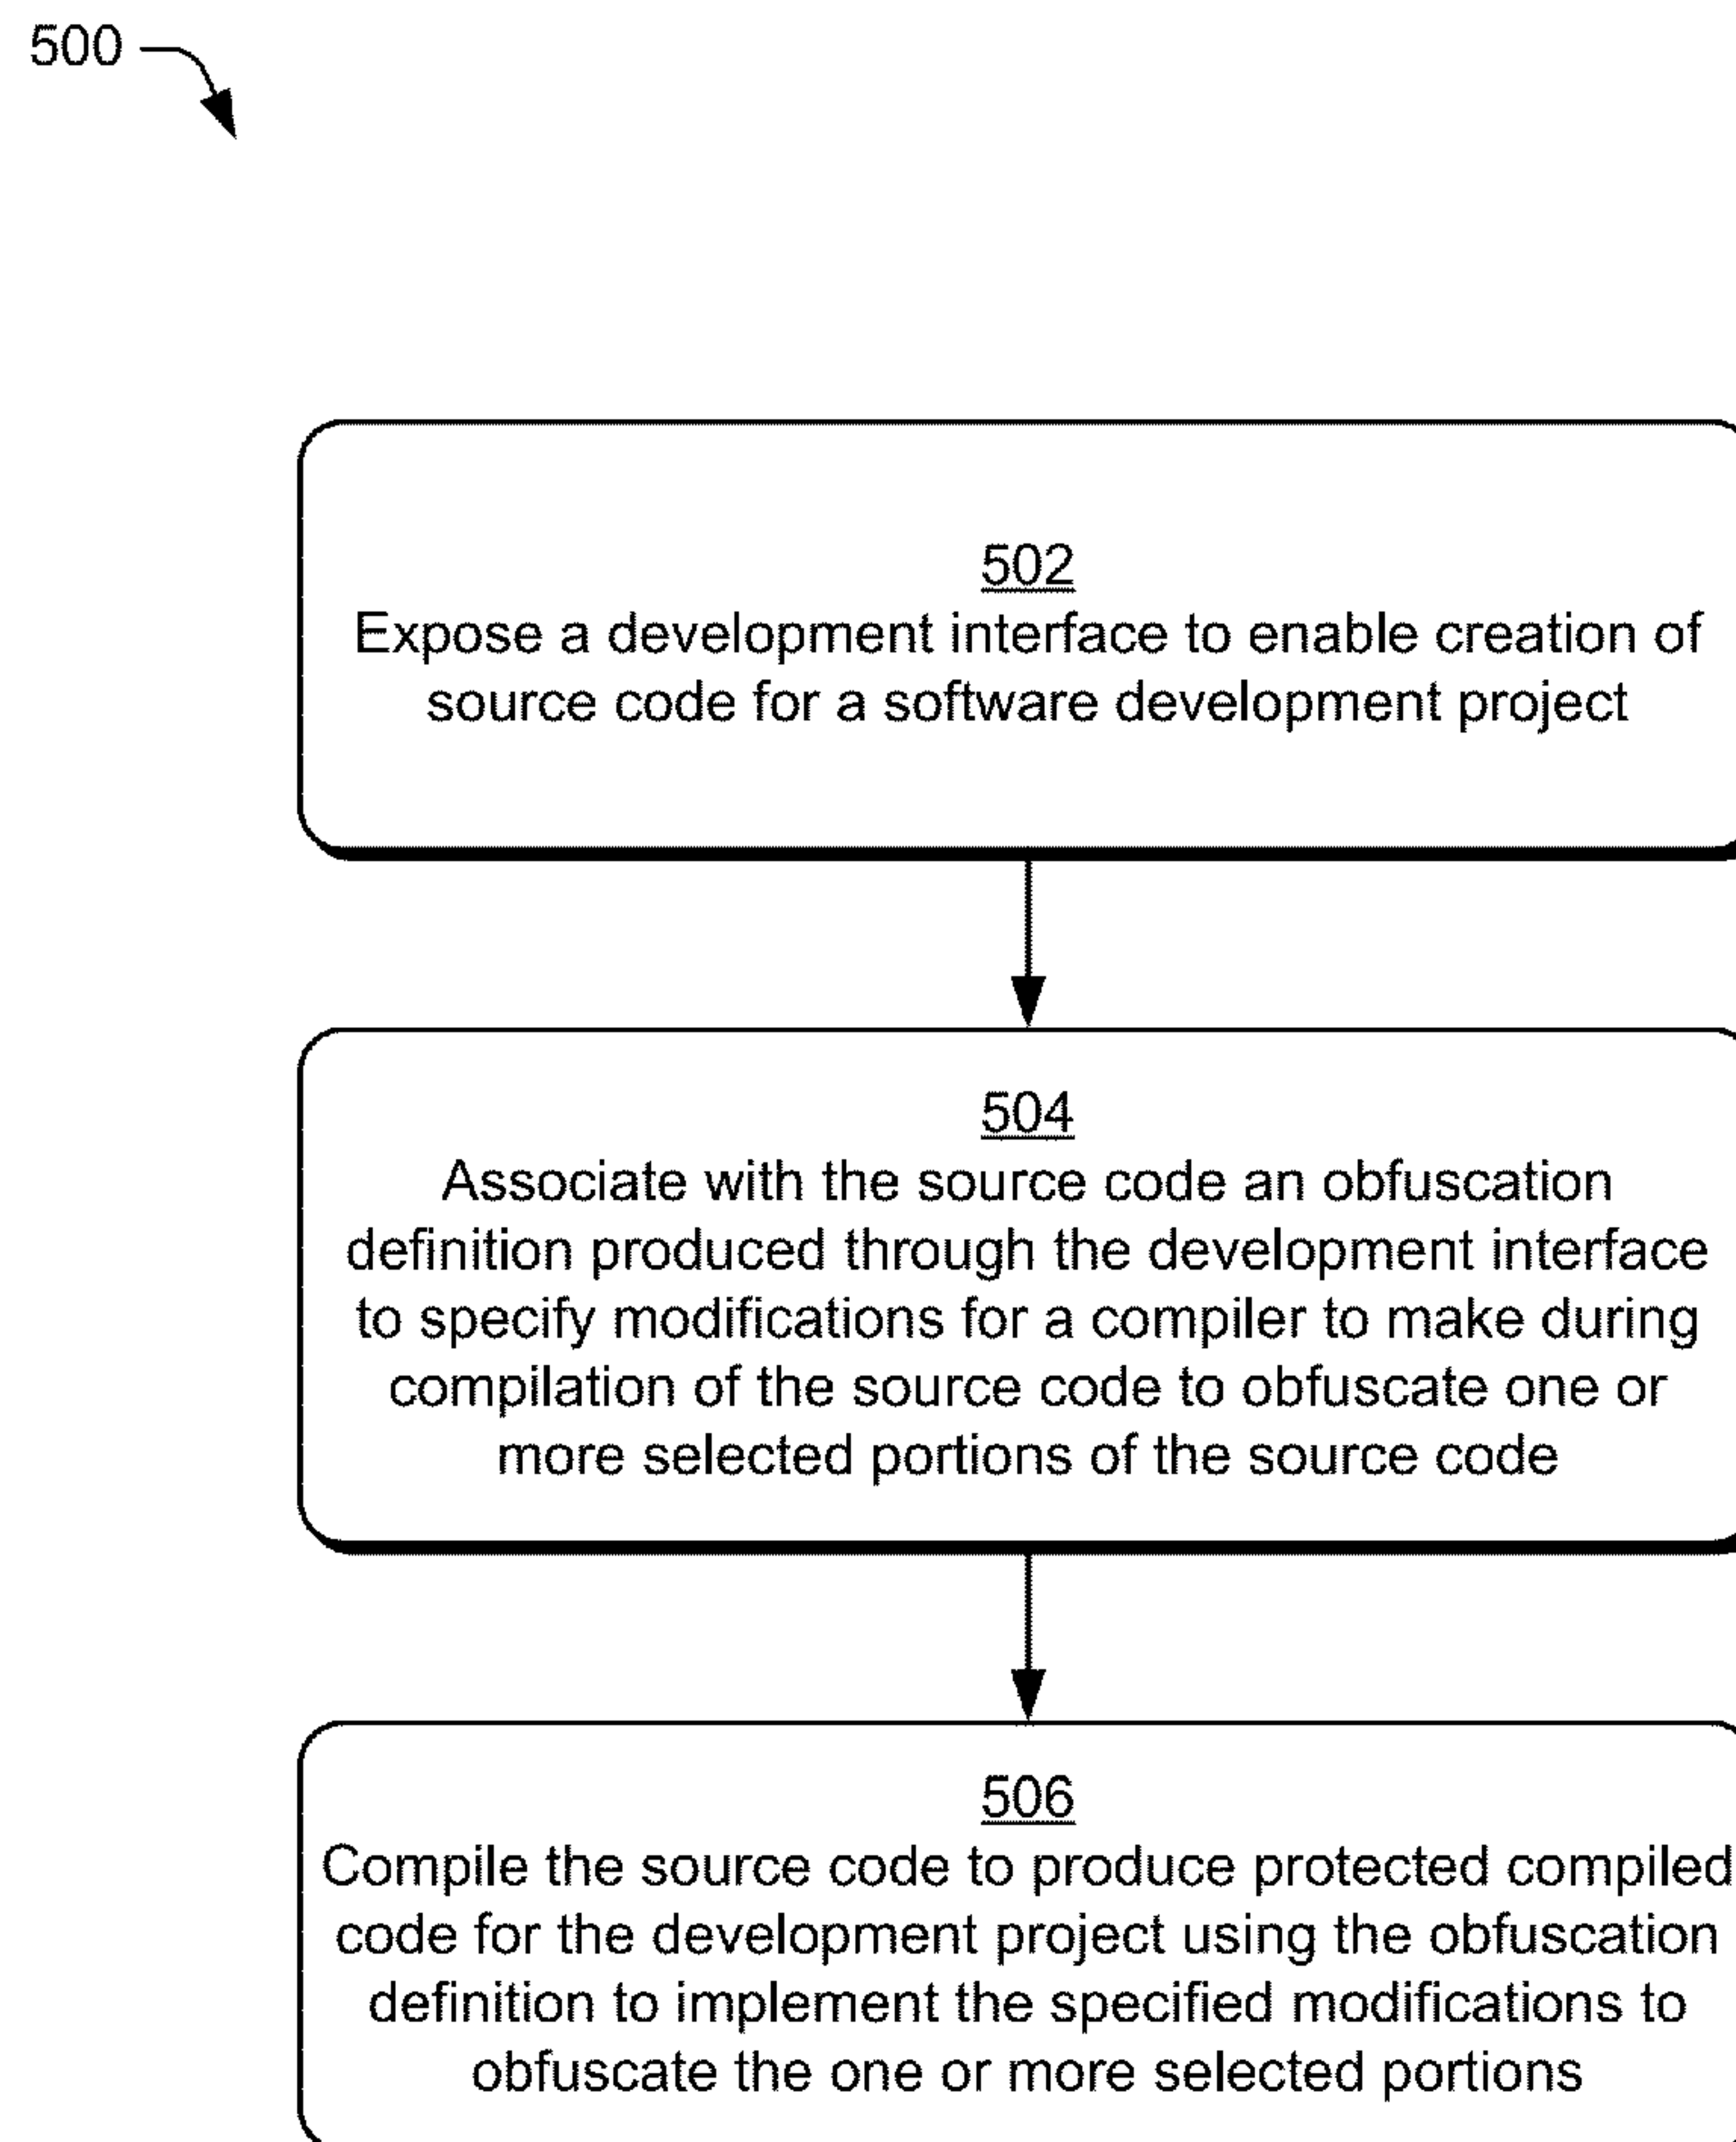 500
502
Expose a development interface to enable creation of
source code for a software development project
504
Associate with the source code an obfuscation
definition produced through the development interface
to specify modifications for a compiler to make during
compilation of the source code to obfuscate one or
more selected portions of the source code
506
Compile the source code to produce protected compiled
code for the development project using the obfuscation
definition to implement the specified modifications to
obfuscate the one or more selected portions